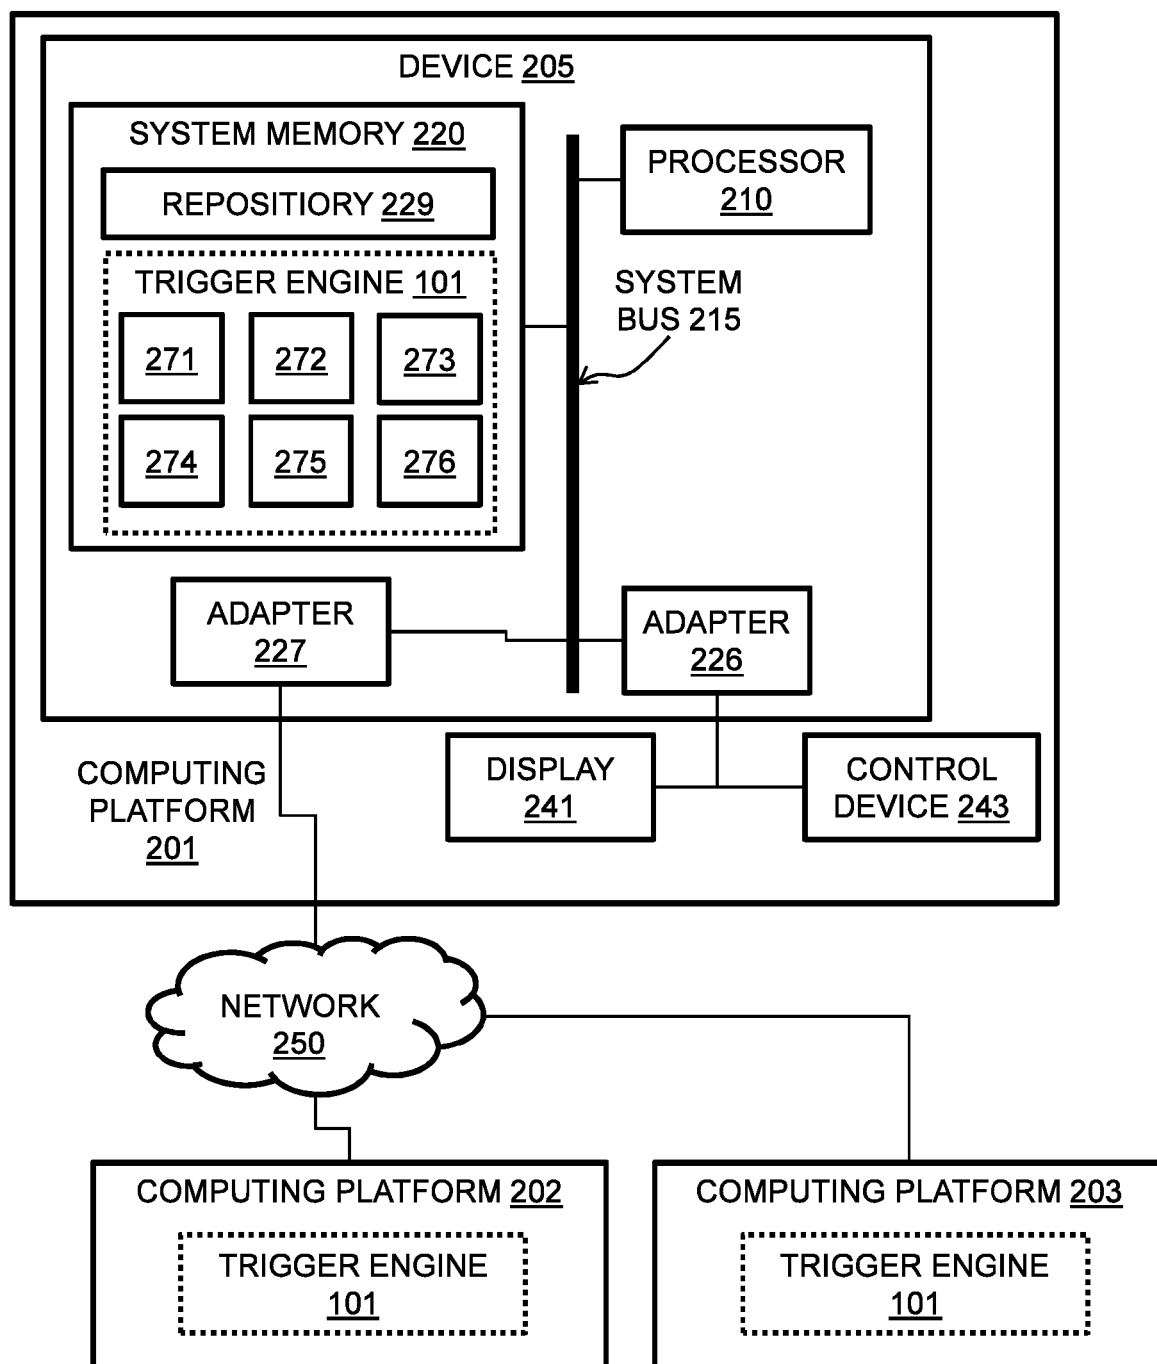 DEVICE 205
SYSTEM MEMORY 220
REPOSITIORY 229
TRIGGER ENGINE 101
271 272 273
274 275 276
PROCESSOR
210
SYSTEM
BUS 215
ADAPTER
227
ADAPTER
226
COMPUTING
PLATFORM
201
DISPLAY
241
CONTROL
DEVICE 243
NETWORK
250
COMPUTING PLATFORM 202
TRIGGER ENGINE
101
COMPUTING PLATFORM 203
TRIGGER ENGINE
101